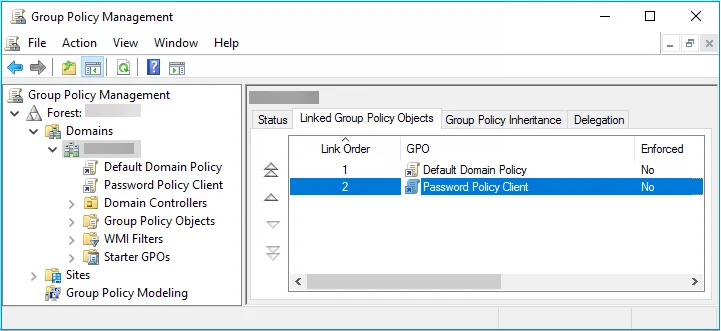 Group Policy Management
File Action View Window Help
Group Policy Management
Forest:
Domains
Default Domain Policy
Password Policy Client
Domain Controllers
Group Policy Objects
WMI Filters
Starter GPOs
Sites
Group Policy Modeling
Status Linked Group Policy Objects Group Policy Inheritance Delegation
Link Order GPO Enforced
1 Default Domain Policy No
2 Password Policy Client No